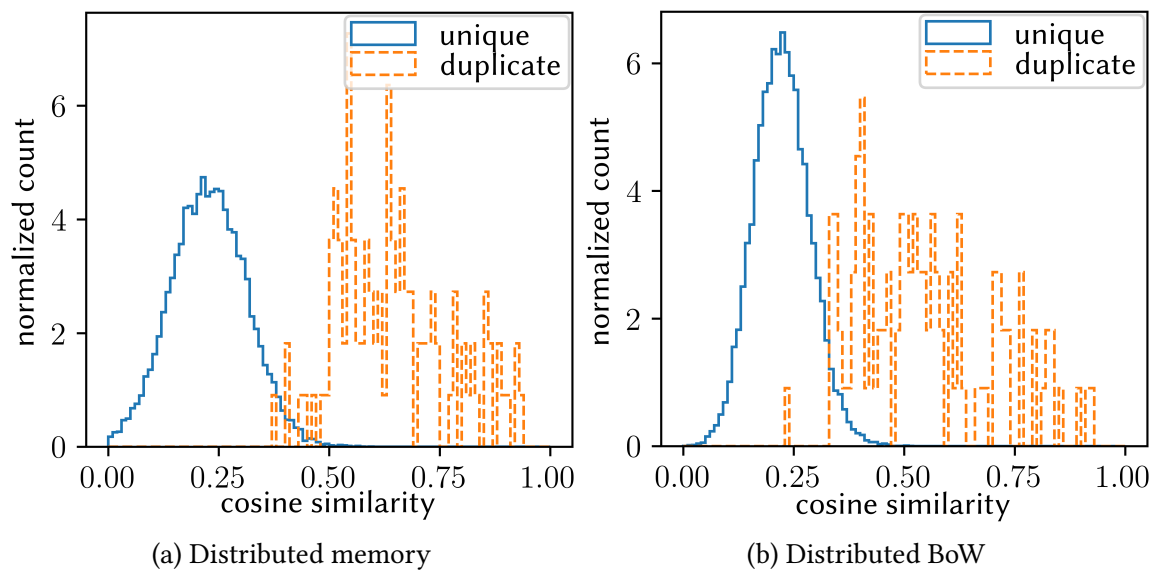 unique
duplicate
6
4
2
0
normalized count
0.00 0.25 0.50 0.75 1.00
cosine similarity
(a) Distributed memory
unique
duplicate
6
4
2
0
normalized count
0.00 0.25 0.50 0.75 1.00
cosine similarity
(b) Distributed BoW